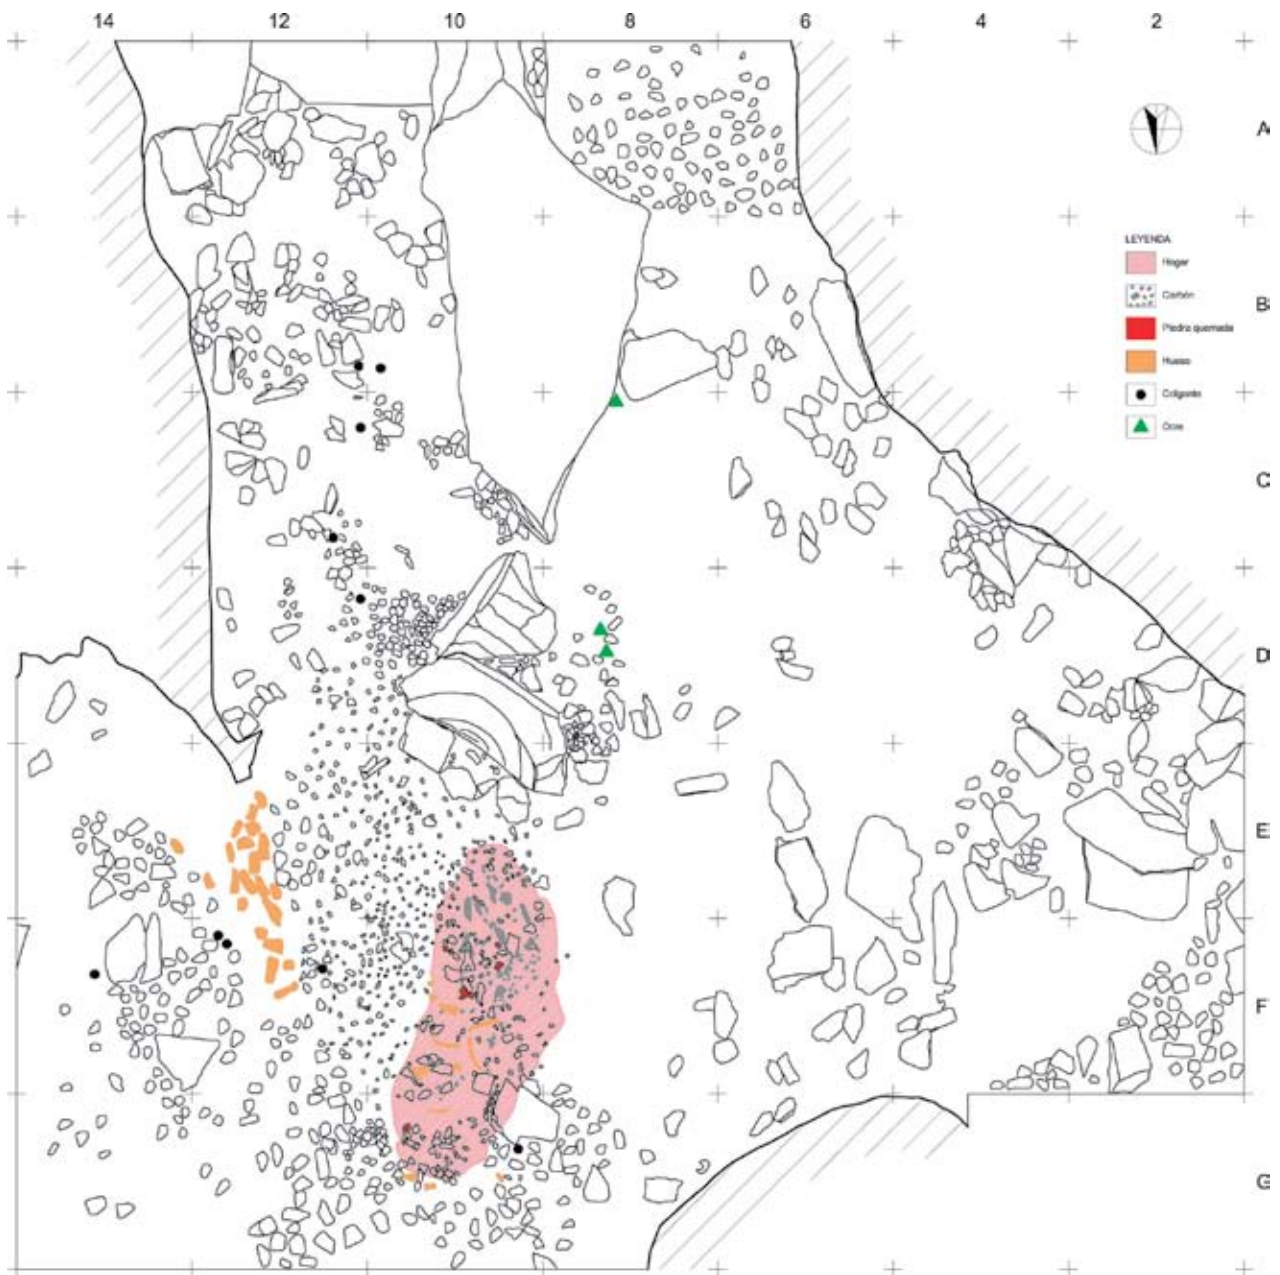 14 12 10 8 6 4 2
A
LEYENDA
Hogar
B
Carbón
Piedra quemada
Hueso
Colgante
Ocre
C
D
E
F
G